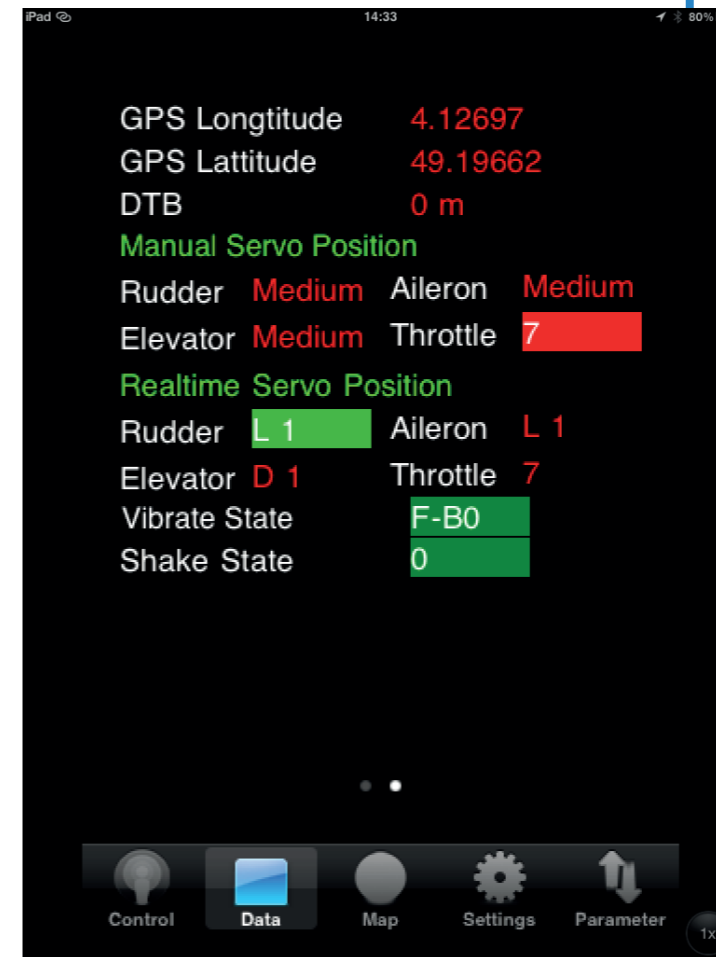 iPad 14:33 80%
GPS Longtitude 4.12697
GPS Lattitude 49.19662
DTB 0 m
Manual Servo Position
Rudder Medium Aileron Medium
Elevator Medium Throttle 7
Realtime Servo Position
Rudder L 1 Aileron L 1
Elevator D 1 Throttle 7
Vibrate State F-B0
Shake State 0
Control Data Map Settings Parameter
1x